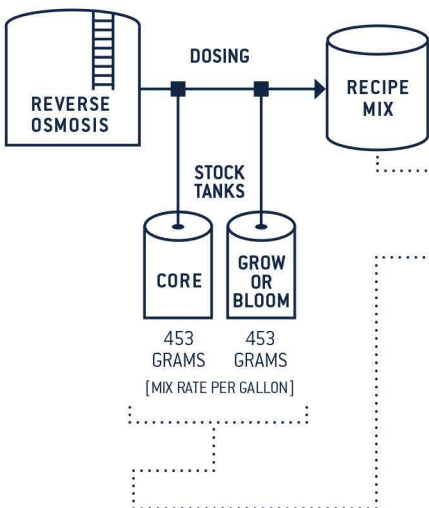 DOSING
REVERSE
OSMOSIS
RECIPE
MIX
STOCK
TANKS
CORE
GROW
OR
BLOOM
453
GRAMS
453
GRAMS
[MIX RATE PER GALLON]